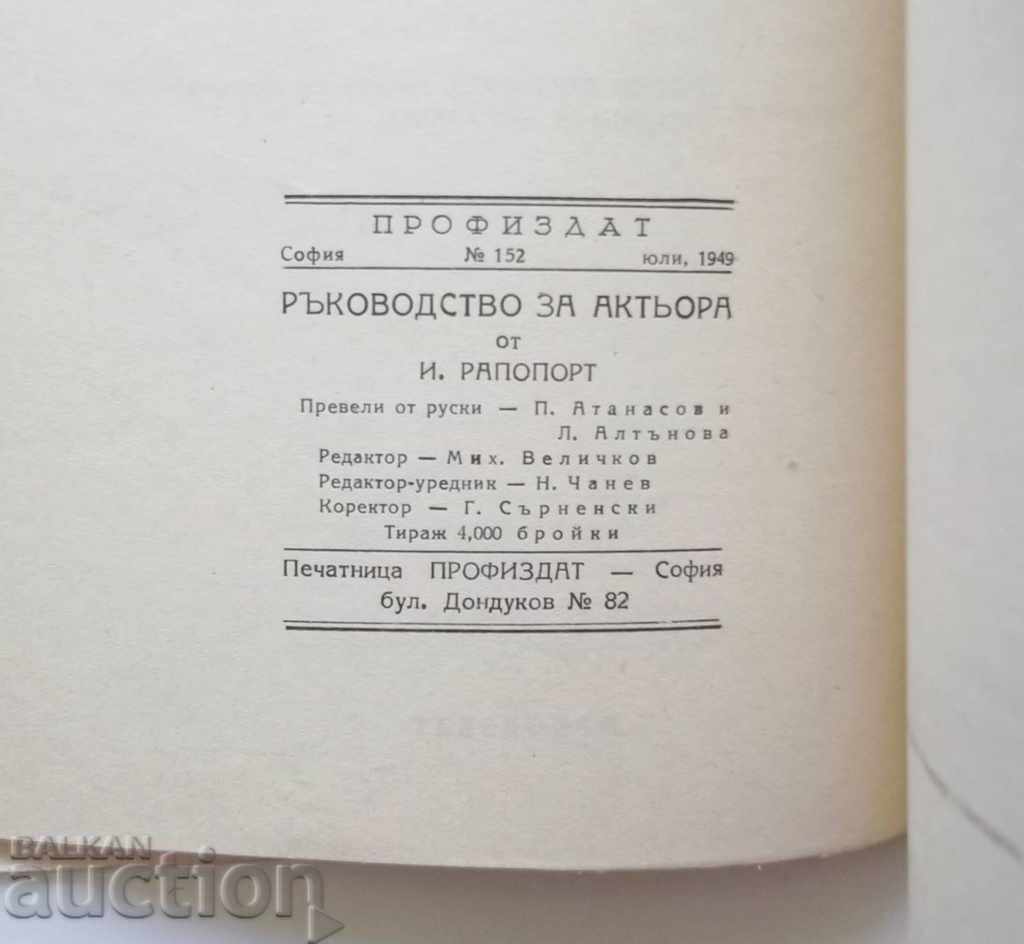 ПРОФИЗДАТ
София № 152 юли, 1949
РЪКОВОДСТВО ЗА АКТЬОРА
от
И. РАПОПОРТ
Превели от руски — П. Атанасов и
Л. Алтънова
Редактор — Мих. Величков
Редактор-уредник — Н. Чанев
Коректор — Г. Сърненски
Тираж 4,000 бройки
Печатница ПРОФИЗДАТ — София
бул. Дондуков № 82
BALKAN
auction